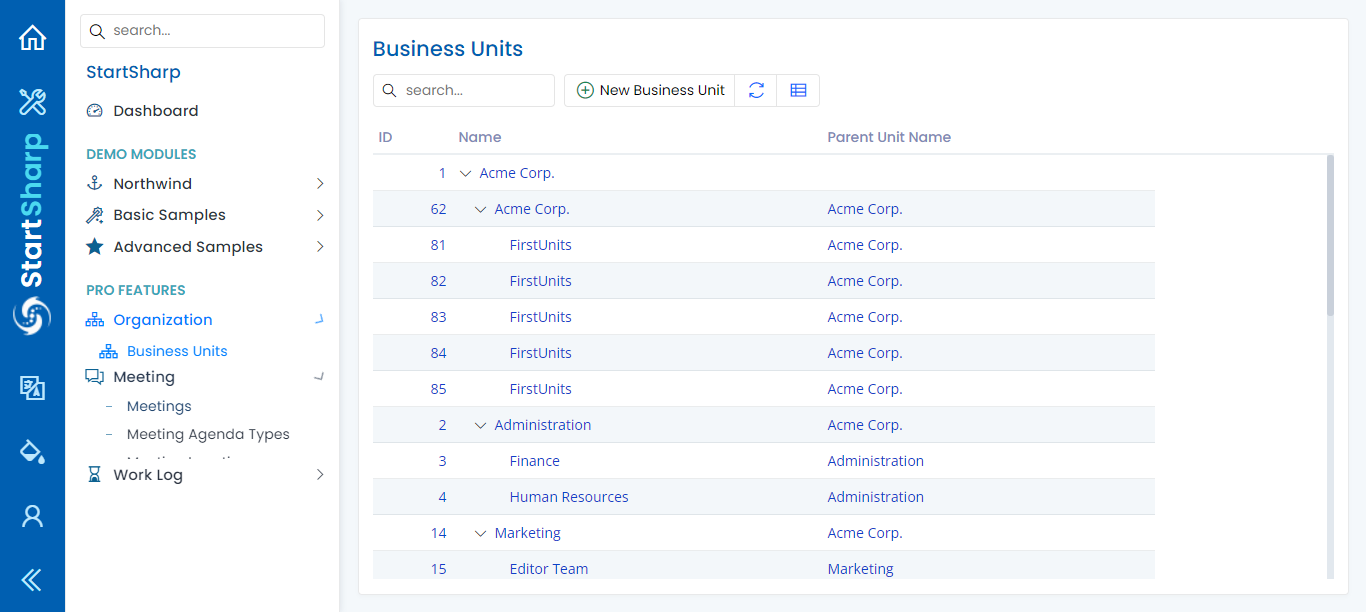 StartSharp
search...
StartSharp
Dashboard
DEMO MODULES
Northwind
Basic Samples
Advanced Samples
PRO FEATURES
Organization
Business Units
Meeting
Meetings
Meeting Agenda Types
Work Log
Business Units
search...
New Business Unit
ID Name Parent Unit Name
1 Acme Corp.
62 Acme Corp. Acme Corp.
81 FirstUnits Acme Corp.
82 FirstUnits Acme Corp.
83 FirstUnits Acme Corp.
84 FirstUnits Acme Corp.
85 FirstUnits Acme Corp.
2 Administration Acme Corp.
3 Finance Administration
4 Human Resources Administration
14 Marketing Acme Corp.
15 Editor Team Marketing